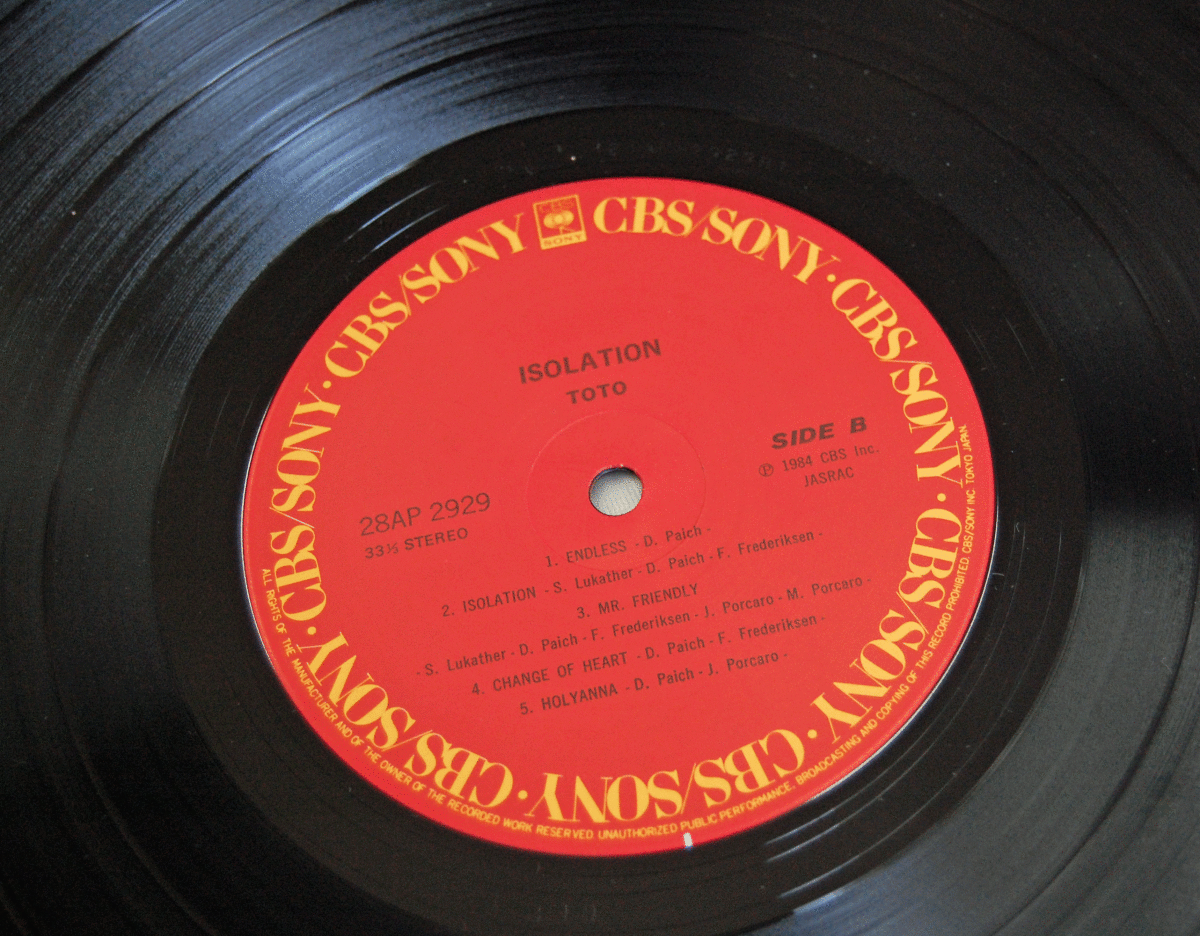 CBS/SONY · CBS/SONY · CBS/SONY · CBS/SONY · CBS/SONY · CBS/SONY · CBS/SONY · CBS/SONY · CBS/SONY
CBS
SONY
ISOLATION
TOTO
SIDE B
℗ 1984 CBS Inc.
JASRAC
28AP 2929
33⅓ STEREO
1. ENDLESS - D. Paich -
2. ISOLATION - S. Lukather - D. Paich - F. Frederiksen -
3. MR. FRIENDLY
- S. Lukather - D. Paich - F. Frederiksen - J. Porcaro - M. Porcaro -
4. CHANGE OF HEART - D. Paich - F. Frederiksen -
5. HOLYANNA - D. Paich - J. Porcaro -
ALL RIGHTS OF THE MANUFACTURER AND OF THE OWNER OF THE RECORDED WORK RESERVED UNAUTHORIZED PUBLIC PERFORMANCE, BROADCASTING AND COPYING OF THIS RECORD PROHIBITED. CBS/SONY INC. TOKYO JAPAN.